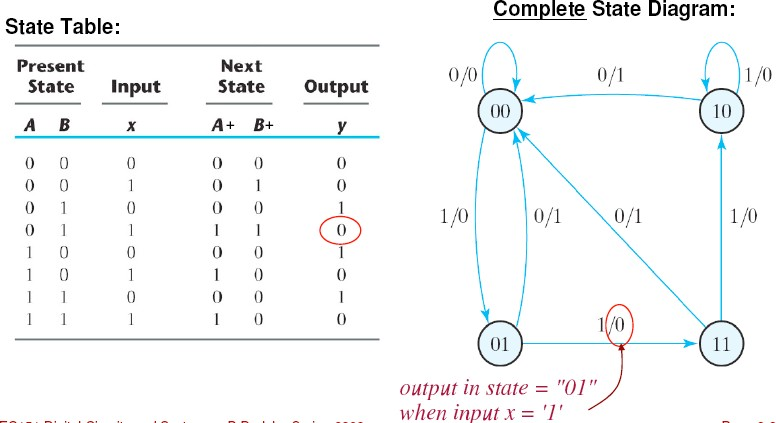 State Table:
Present State Input Next State Output
A B x A+ B+ y
0 0 0 0 0 0
0 0 1 0 1 0
0 1 0 0 0 1
0 1 1 1 1 0
1 0 0 0 0 1
1 0 1 1 0 0
1 1 0 0 0 1
1 1 1 1 0 0
Complete State Diagram:
0/0
0/1
1/0
00
10
1/0
0/1
0/1
1/0
1/0
01
11
output in state = "01"
when input x = '1'